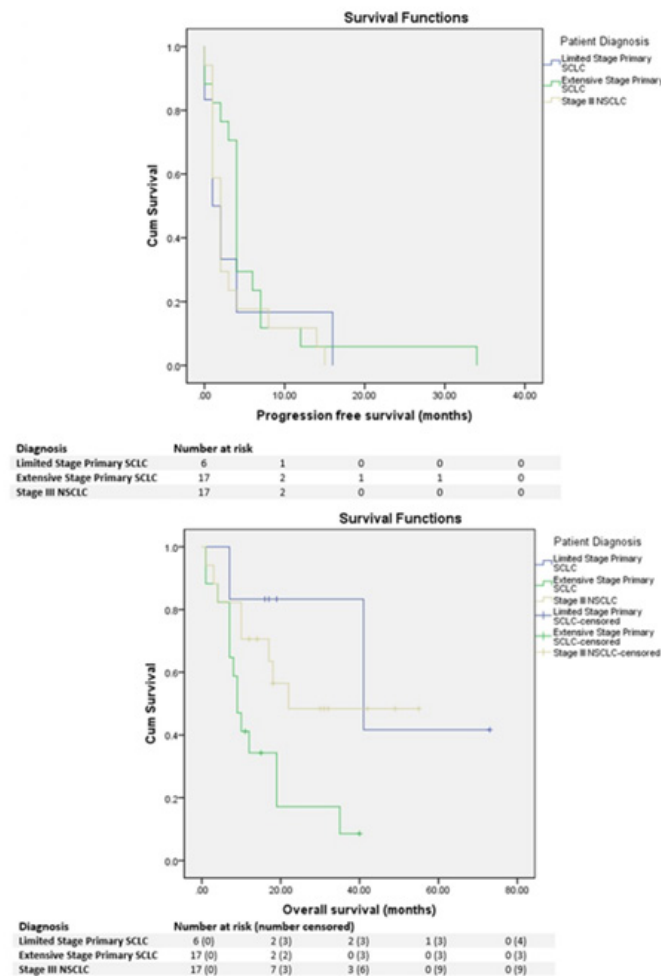 Survival Functions
Patient Diagnosis
Limited Stage Primary
SCLC
Extensive Stage Primary
SCLC
Stage III NSCLC
Cum Survival
1.0
0.8
0.6
0.4
0.2
0.0
.00 10.00 20.00 30.00 40.00
Progression free survival (months)
Diagnosis Number at risk
Limited Stage Primary SCLC 6 1 0 0 0
Extensive Stage Primary SCLC 17 2 1 1 0
Stage III NSCLC 17 2 0 0 0
Survival Functions
Patient Diagnosis
Limited Stage Primary
SCLC
Extensive Stage Primary
SCLC
Stage III NSCLC
Limited Stage Primary
SCLC-censored
Extensive Stage Primary
SCLC-censored
Stage III NSCLC-censored
Cum Survival
1.0
0.8
0.6
0.4
0.2
0.0
.00 20.00 40.00 60.00 80.00
Overall survival (months)
Diagnosis Number at risk (number censored)
Limited Stage Primary SCLC 6 (0) 2 (3) 2 (3) 1 (3) 0 (4)
Extensive Stage Primary SCLC 17 (0) 2 (2) 0 (3) 0 (3) 0 (3)
Stage III NSCLC 17 (0) 7 (3) 3 (6) 0 (9) 0 (9)